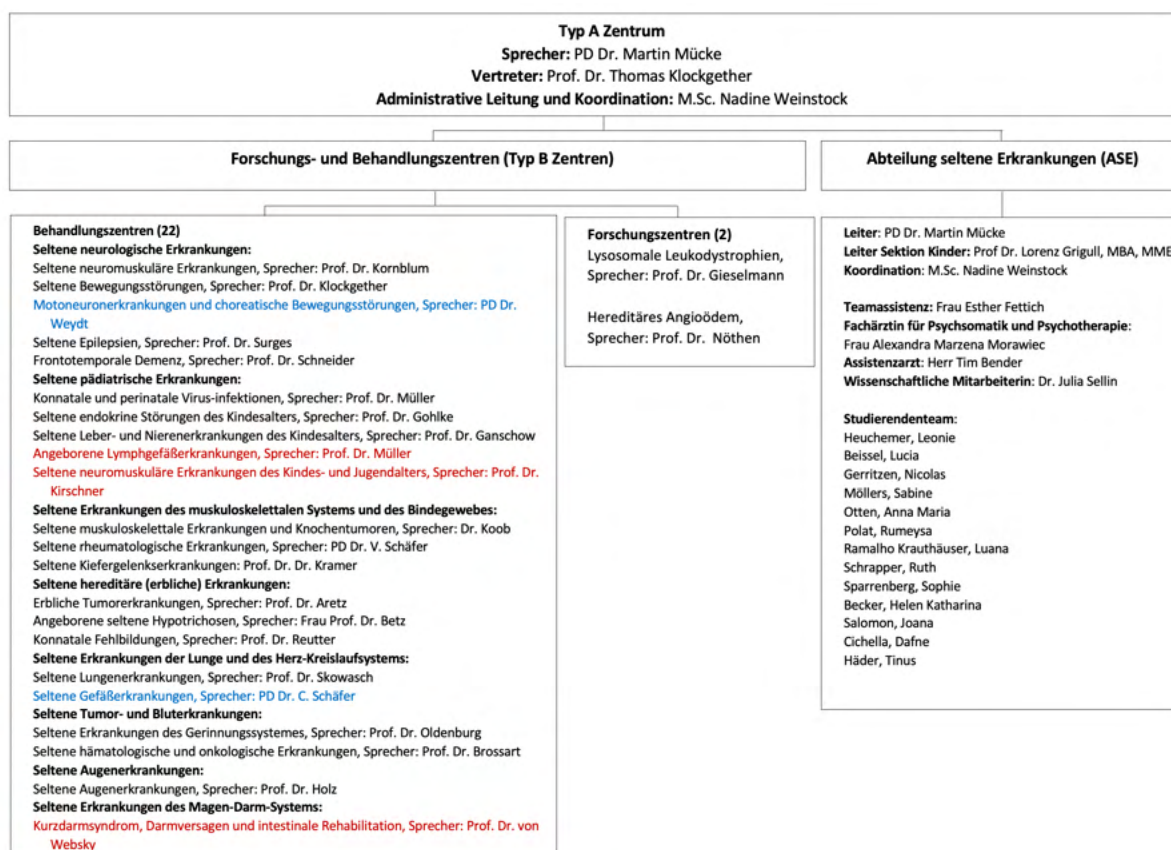 Typ A Zentrum
Sprecher: PD Dr. Martin Mücke
Vertreter: Prof. Dr. Thomas Klockgether
Administrative Leitung und Koordination: M.Sc. Nadine Weinstock
Forschungs- und Behandlungszentren (Typ B Zentren)
Abteilung seltene Erkrankungen (ASE)
Behandlungszentren (22)
Seltene neurologische Erkrankungen:
Seltene neuromuskuläre Erkrankungen, Sprecher: Prof. Dr. Kornblum
Seltene Bewegungsstörungen, Sprecher: Prof. Dr. Klockgether
Motoneuronerkrankungen und choreatische Bewegungsstörungen, Sprecher: PD Dr.
Weydt
Seltene Epilepsien, Sprecher: Prof. Dr. Surges
Frontotemporale Demenz, Sprecher: Prof. Dr. Schneider
Seltene pädiatrische Erkrankungen:
Konnatale und perinatale Virus-infektionen, Sprecher: Prof. Dr. Müller
Seltene endokrine Störungen des Kindesalters, Sprecher: Prof. Dr. Gohlke
Seltene Leber- und Nierenerkrankungen des Kindesalters, Sprecher: Prof. Dr. Ganschow
Angeborene Lymphgefäßerkrankungen, Sprecher: Prof. Dr. Müller
Seltene neuromuskuläre Erkrankungen des Kindes- und Jugendalters, Sprecher: Prof. Dr.
Kirschner
Seltene Erkrankungen des muskuloskelettalen Systems und des Bindegewebes:
Seltene muskuloskelettale Erkrankungen und Knochentumoren, Sprecher: Dr. Koob
Seltene rheumatologische Erkrankungen, Sprecher: PD Dr. V. Schäfer
Seltene Kiefergelenkserkrankungen: Prof. Dr. Dr. Kramer
Seltene hereditäre (erbliche) Erkrankungen:
Erbliche Tumorerkrankungen, Sprecher: Prof. Dr. Aretz
Angeborene seltene Hypotrichosen, Sprecher: Frau Prof. Dr. Betz
Konnatale Fehlbildungen, Sprecher: Prof. Dr. Reutter
Seltene Erkrankungen der Lunge und des Herz-Kreislaufsystems:
Seltene Lungenerkrankungen, Sprecher: Prof. Dr. Skowasch
Seltene Gefäßerkrankungen, Sprecher: PD Dr. C. Schäfer
Seltene Tumor- und Bluterkrankungen:
Seltene Erkrankungen des Gerinnungssystemes, Sprecher: Prof. Dr. Oldenburg
Seltene hämatologische und onkologische Erkrankungen, Sprecher: Prof. Dr. Brossart
Seltene Augenerkrankungen:
Seltene Augenerkrankungen, Sprecher: Prof. Dr. Holz
Seltene Erkrankungen des Magen-Darm-Systems:
Kurzdarmsyndrom, Darmversagen und intestinale Rehabilitation, Sprecher: Prof. Dr. von
Websky
Forschungszentren (2)
Lysosomale Leukodystrophien,
Sprecher: Prof. Dr. Gieselmann
Hereditäres Angioödem,
Sprecher: Prof. Dr. Nöthen
Leiter: PD Dr. Martin Mücke
Leiter Sektion Kinder: Prof Dr. Lorenz Grigull, MBA, MME
Koordination: M.Sc. Nadine Weinstock
Teamassistenz: Frau Esther Fettich
Fachärztin für Psychsomatik und Psychotherapie:
Frau Alexandra Marzena Morawiec
Assistenzarzt: Herr Tim Bender
Wissenschaftliche Mitarbeiterin: Dr. Julia Sellin
Studierendenteam:
Heuchemer, Leonie
Beissel, Lucia
Gerritzen, Nicolas
Möllers, Sabine
Otten, Anna Maria
Polat, Rumeysa
Ramalho Krauthäuser, Luana
Schrapper, Ruth
Sparrenberg, Sophie
Becker, Helen Katharina
Salomon, Joana
Cichella, Dafne
Häder, Tinus